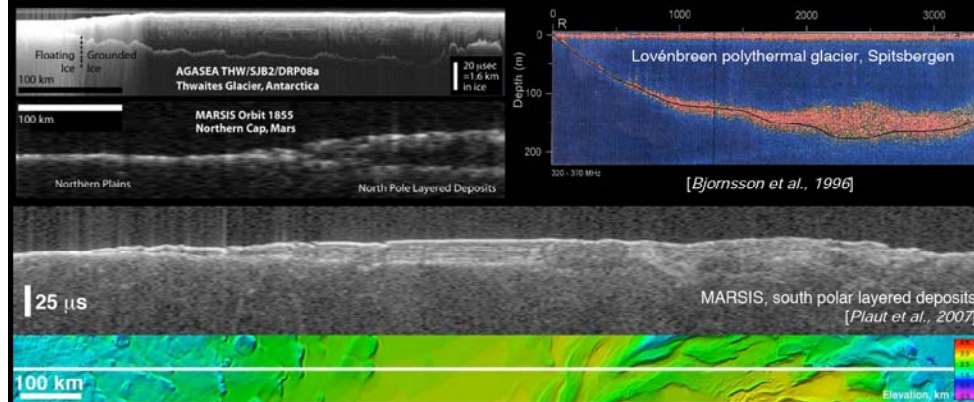 Floating
Ice
Grounded
Ice
100 km
AGASEA THW/SJB2/DRP08a
Thwaites Glacier, Antarctica
20 μsec
=1.6 km
in ice
100 km
MARSIS Orbit 1855
Northern Cap, Mars
Northern Plains
North Pole Layered Deposits
0
1000
2000
3000
R
Depth (m)
0
100
200
Lovénbreen polythermal glacier, Spitsbergen
320 - 370 MHz
[Bjornsson et al., 1996]
25 μs
MARSIS, south polar layered deposits
[Plaut et al., 2007]
100 km
Elevation, km